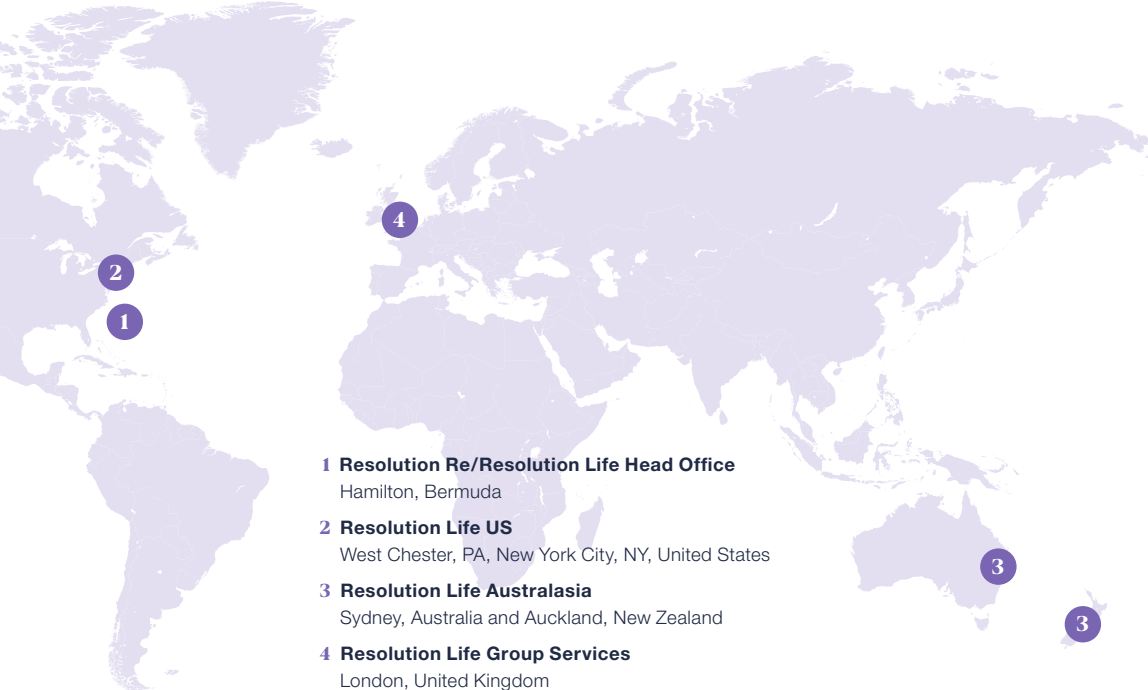 4
2
1
1 Resolution Re/Resolution Life Head Office
Hamilton, Bermuda
2 Resolution Life US
West Chester, PA, New York City, NY, United States
3 Resolution Life Australasia
Sydney, Australia and Auckland, New Zealand
4 Resolution Life Group Services
London, United Kingdom
3
3